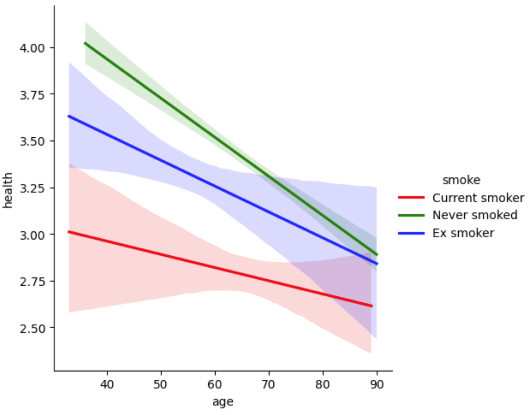 4.00
3.75
3.50
3.25
3.00
2.75
2.50
health
40 50 60 70 80 90
age
smoke
Current smoker
Never smoked
Ex smoker